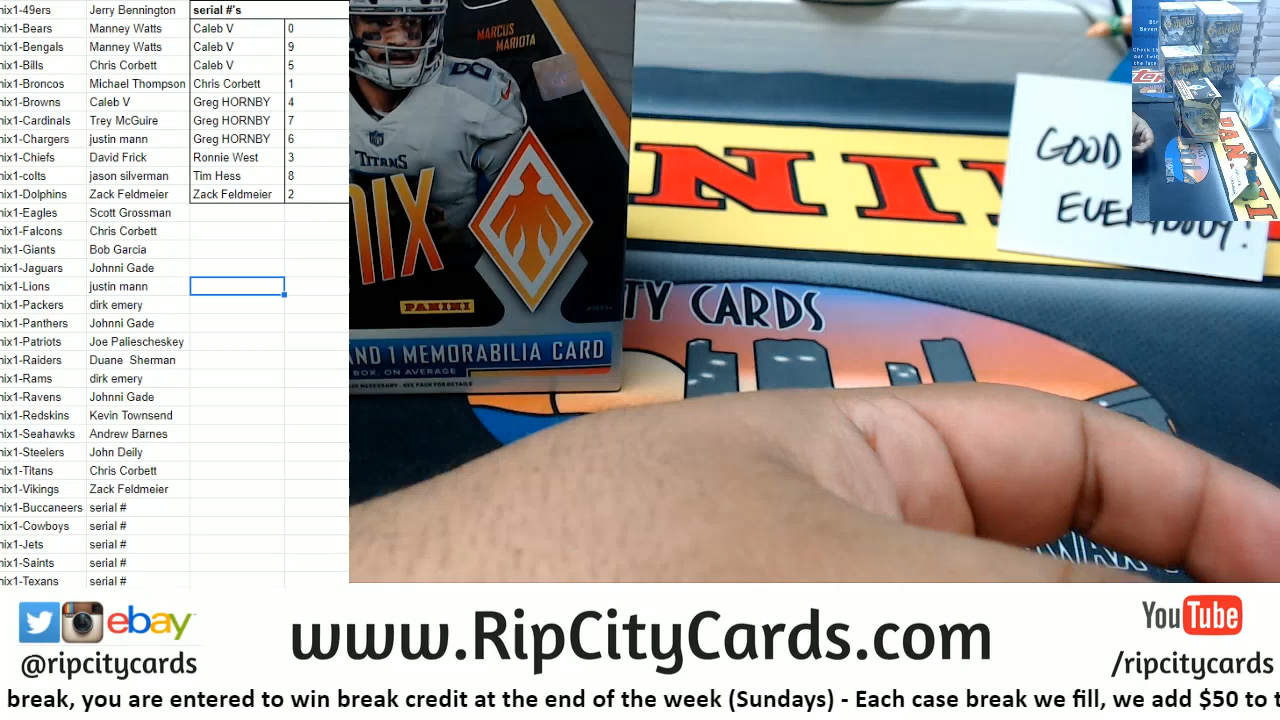 nix1-49ers Jerry Bennington serial #'s
nix1-Bears Manney Watts Caleb V 0
nix1-Bengals Manney Watts Caleb V 9
nix1-Bills Chris Corbett Caleb V 5
nix1-Broncos Michael Thompson Chris Corbett 1
nix1-Browns Caleb V Greg HORNBY 4
nix1-Cardinals Trey McGuire Greg HORNBY 7
nix1-Chargers justin mann Greg HORNBY 6
nix1-Chiefs David Frick Ronnie West 3
nix1-colts jason silverman Tim Hess 8
nix1-Dolphins Zack Feldmeier Zack Feldmeier 2
nix1-Eagles Scott Grossman
nix1-Falcons Chris Corbett
nix1-Giants Bob Garcia
nix1-Jaguars Johnni Gade
nix1-Lions justin mann
nix1-Packers dirk emery
nix1-Panthers Johnni Gade
nix1-Patriots Joe Paliescheskey
nix1-Raiders Duane Sherman
nix1-Rams dirk emery
nix1-Ravens Johnni Gade
nix1-Redskins Kevin Townsend
nix1-Seahawks Andrew Barnes
nix1-Steelers John Deily
nix1-Titans Chris Corbett
nix1-Vikings Zack Feldmeier
nix1-Buccaneers serial #
nix1-Cowboys serial #
nix1-Jets serial #
nix1-Saints serial #
nix1-Texans serial #
MARCUS
MARIOTA
8
NFL
TITANS
NIX
PANINI
AND 1 MEMORABILIA CARD
BOX, ON AVERAGE
NINI
GOOD
EVERYBODY!
TY CARDS
ebay
@ripcitycards
www.RipCityCards.com
YouTube
/ripcitycards
break, you are entered to win break credit at the end of the week (Sundays) - Each case break we fill, we add $50 to t